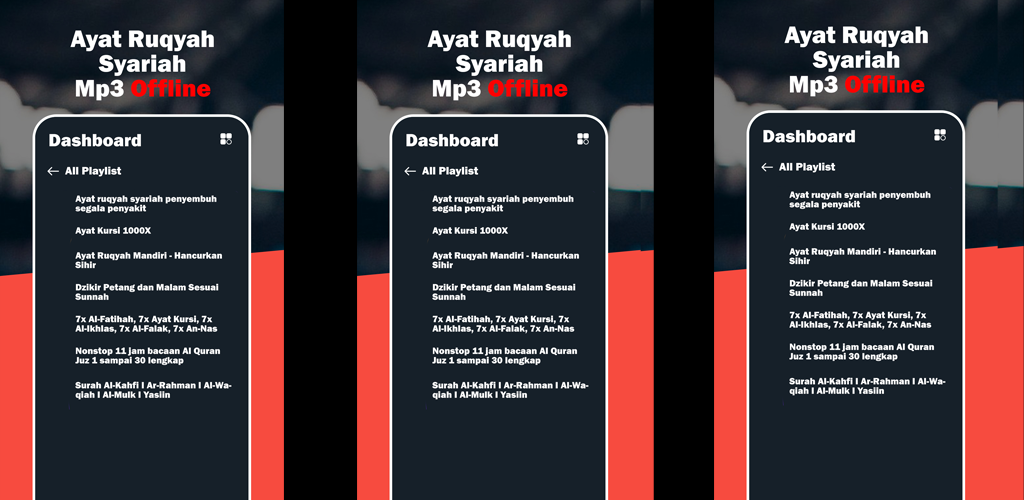 Ayat Ruqyah
Syariah
Mp3 Offline
Dashboard
All Playlist
Ayat ruqyah syariah penyembuh
segala penyakit
Ayat Kursi 1000X
Ayat Ruqyah Mandiri - Hancurkan
Sihir
Dzikir Petang dan Malam Sesuai
Sunnah
7x Al-Fatihah, 7x Ayat Kursi, 7x
Al-Ikhlas, 7x Al-Falak, 7x An-Nas
Nonstop 11 jam bacaan Al Quran
Juz 1 sampai 30 lengkap
Surah Al-Kahfi I Ar-Rahman I Al-Wa-
qiah I Al-Mulk I Yasiin
Ayat Ruqyah
Syariah
Mp3 Offline
Dashboard
All Playlist
Ayat ruqyah syariah penyembuh
segala penyakit
Ayat Kursi 1000X
Ayat Ruqyah Mandiri - Hancurkan
Sihir
Dzikir Petang dan Malam Sesuai
Sunnah
7x Al-Fatihah, 7x Ayat Kursi, 7x
Al-Ikhlas, 7x Al-Falak, 7x An-Nas
Nonstop 11 jam bacaan Al Quran
Juz 1 sampai 30 lengkap
Surah Al-Kahfi I Ar-Rahman I Al-Wa-
qiah I Al-Mulk I Yasiin
Ayat Ruqyah
Syariah
Mp3 Offline
Dashboard
All Playlist
Ayat ruqyah syariah penyembuh
segala penyakit
Ayat Kursi 1000X
Ayat Ruqyah Mandiri - Hancurkan
Sihir
Dzikir Petang dan Malam Sesuai
Sunnah
7x Al-Fatihah, 7x Ayat Kursi, 7x
Al-Ikhlas, 7x Al-Falak, 7x An-Nas
Nonstop 11 jam bacaan Al Quran
Juz 1 sampai 30 lengkap
Surah Al-Kahfi I Ar-Rahman I Al-Wa-
qiah I Al-Mulk I Yasiin